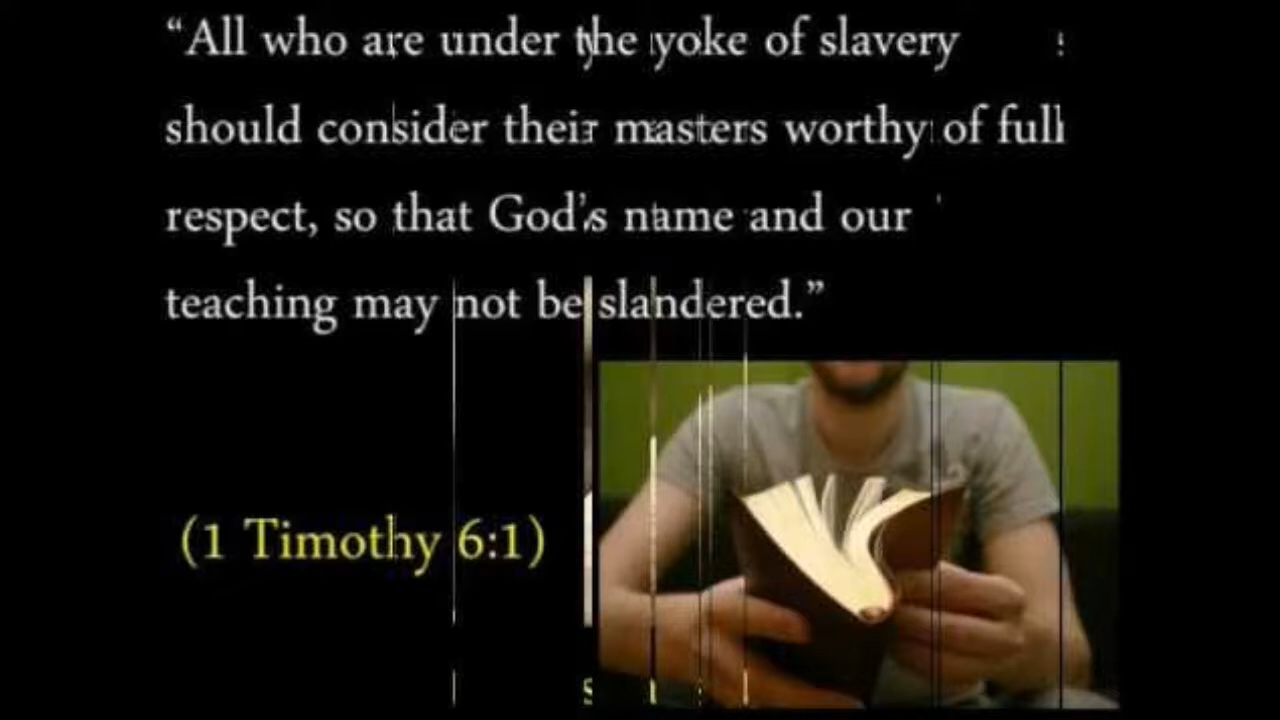 “All who are under the yoke of slavery
should consider their masters worthy of full
respect, so that God’s name and our
teaching may not be slandered.”
(1 Timothy 6:1)